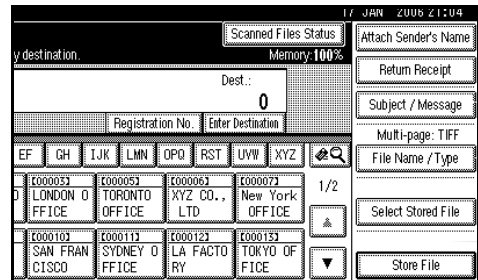 17 JAN 2006 21:04
Scanned Files Status
Attach Sender's Name
y destination.
Memory:100%
Return Receipt
Dest.:
0
Subject / Message
Registration No.
Enter Destination
Multi-page: TIFF
EF GH IJK LMN OPQ RST UVW XYZ
File Name / Type
[00003] [00005] [00006] [00007]
LONDON O TORONTO XYZ CO., New York
FFICE OFFICE LTD OFFICE
1/2
Select Stored File
[00010] [00011] [00012] [00013]
SAN FRAN SYDNEY O LA FACTO TOKYO OF
CISCO FFICE RY FICE
Store File